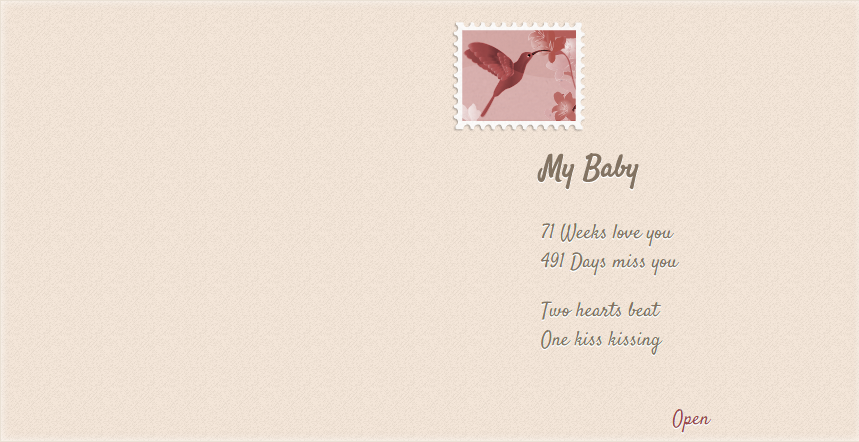 My Baby
71 Weeks love you
491 Days miss you
Two hearts beat
One kiss kissing
Open